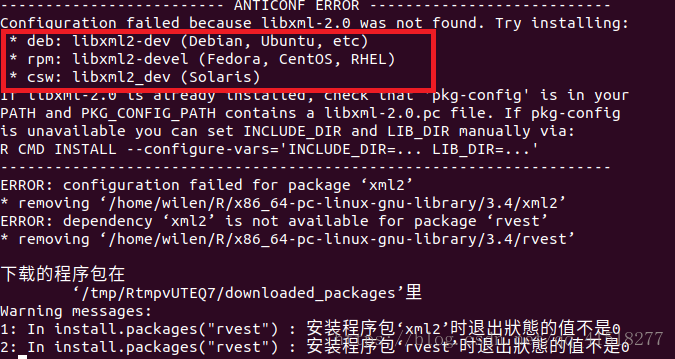 ------------------------- ANTICONF ERROR ---------------------------
Configuration failed because libxml-2.0 was not found. Try installing:
* deb: libxml2-dev (Debian, Ubuntu, etc)
* rpm: libxml2-devel (Fedora, CentOS, RHEL)
* csw: libxml2_dev (Solaris)
If libxml-2.0 is already installed, check that 'pkg-config' is in your
PATH and PKG_CONFIG_PATH contains a libxml-2.0.pc file. If pkg-config
is unavailable you can set INCLUDE_DIR and LIB_DIR manually via:
R CMD INSTALL --configure-vars='INCLUDE_DIR=... LIB_DIR=...'
--------------------------------------------------------------------
ERROR: configuration failed for package ‘xml2’
* removing ‘/home/wilen/R/x86_64-pc-linux-gnu-library/3.4/xml2’
ERROR: dependency ‘xml2’ is not available for package ‘rvest’
* removing ‘/home/wilen/R/x86_64-pc-linux-gnu-library/3.4/rvest’
下载的程序包在
‘/tmp/RtmpvUTEQ7/downloaded_packages’里
Warning messages:
1: In install.packages("rvest") : 安装程序包‘xml2’时退出狀态的值不是0
2: In install.packages("rvest") : 安装程序包‘rvest’时退出狀态的值不是0